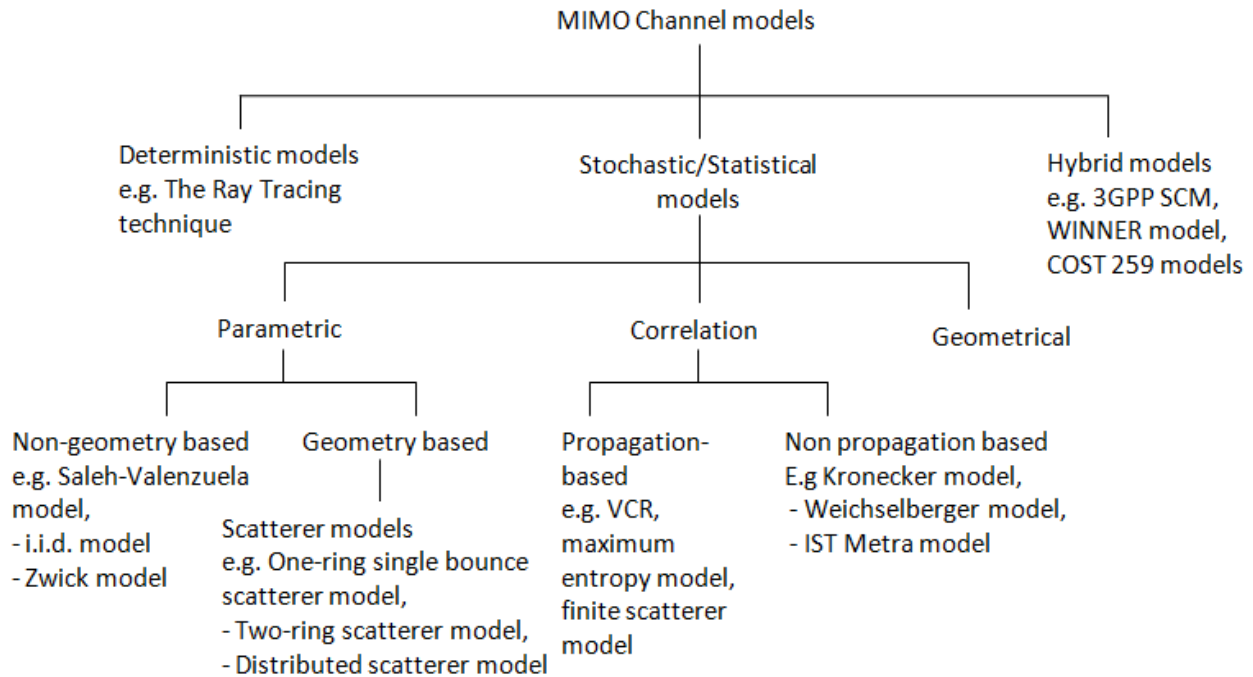 MIMO Channel models
Deterministic models
e.g. The Ray Tracing
technique
Stochastic/Statistical
models
Hybrid models
e.g. 3GPP SCM,
WINNER model,
COST 259 models
Parametric
Correlation
Geometrical
Non-geometry based
e.g. Saleh-Valenzuela
model,
- i.i.d. model
- Zwick model
Geometry based
Scatterer models
e.g. One-ring single bounce
scatterer model,
- Two-ring scatterer model,
- Distributed scatterer model
Propagation-
based
e.g. VCR,
maximum
entropy model,
finite scatterer
model
Non propagation based
E.g Kronecker model,
- Weichselberger model,
- IST Metra model